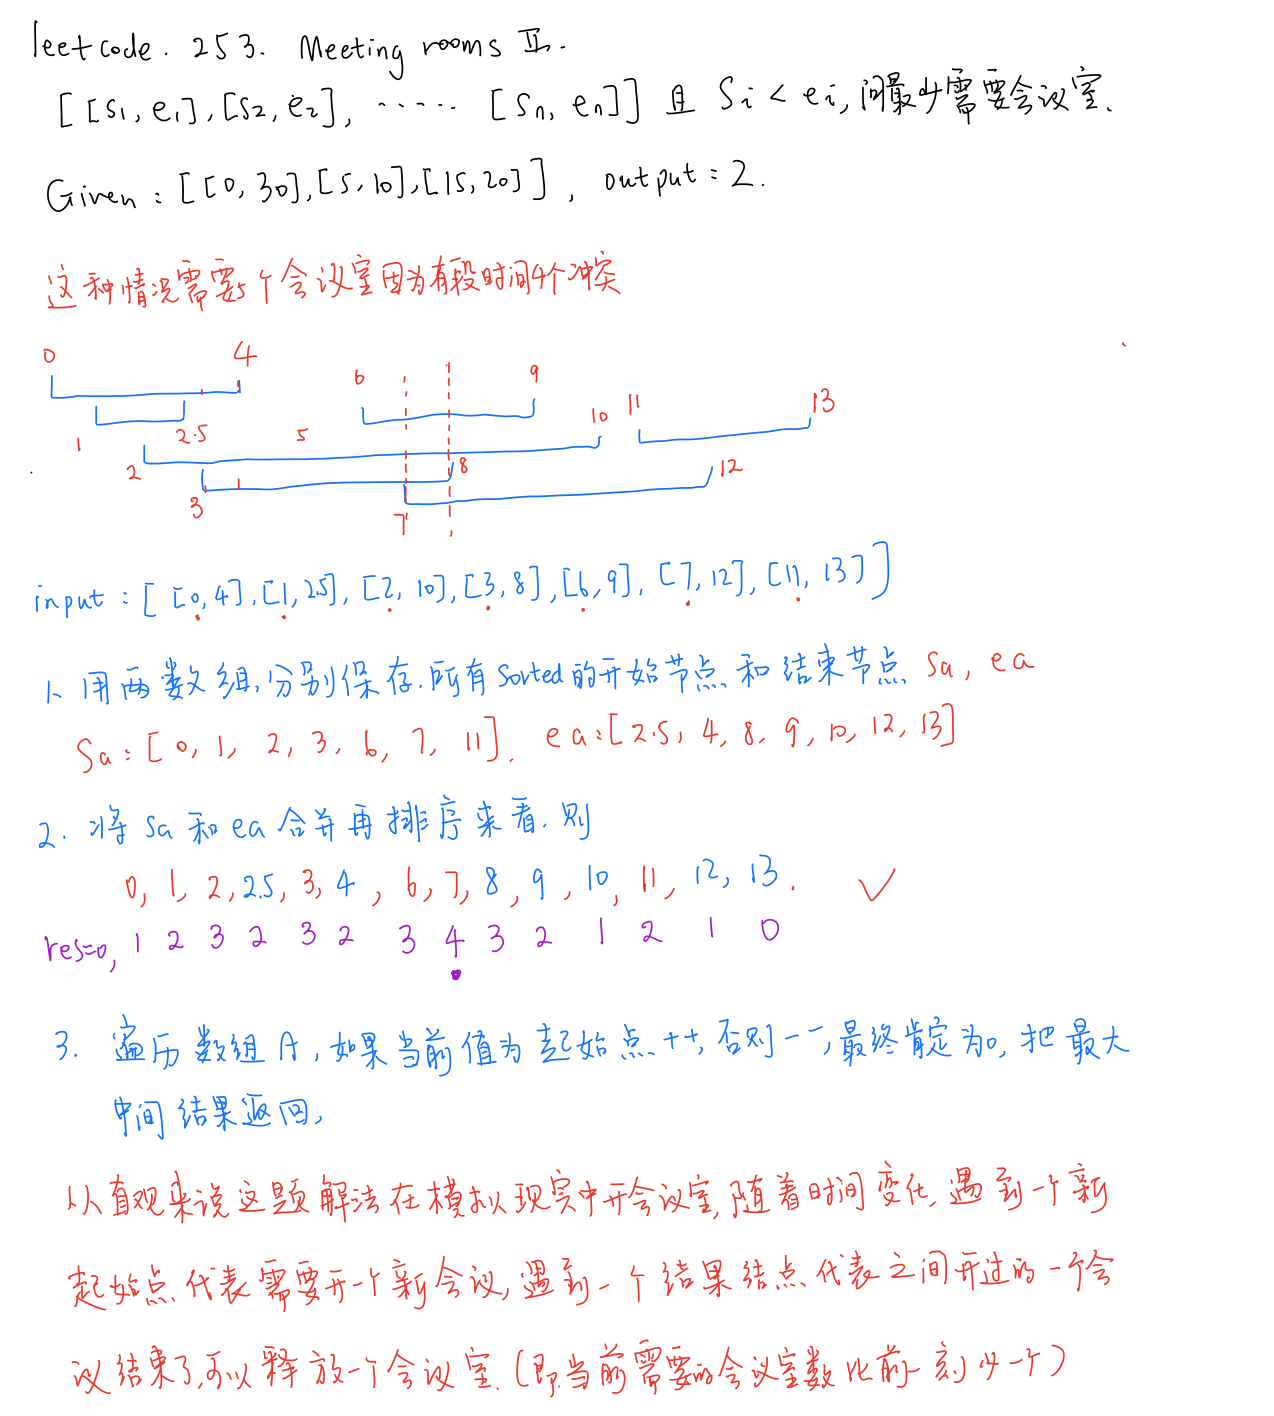 leetcode. 253. Meeting rooms II.
[[s1, e1],[s2, e2], ······ [sn, en]] 且 Si < ei, 问最少需要会议室.
Given: [[0,30],[5,10],[15,20]], output: 2.
这种情况需要5个会议室因为有段时间4个冲突
0 4 6 9
1 2.5 5 10 11 13
2 8 12
3 7
input: [[0,4],[1,2.5],[2,10],[3,8],[6,9],[7,12],[11,13]]
1、用两数组,分别保存.所有Sorted的开始节点和结束节点 Sa, ea
Sa:[0, 1, 2, 3, 6, 7, 11]. ea:[2.5, 4, 8, 9, 10, 12, 13]
2. 将sa和ea合并再排序来看.则
0, 1, 2, 2.5, 3, 4, 6, 7, 8, 9, 10, 11, 12, 13. ✓
res=0, 1 2 3 2 3 2 3 4 3 2 1 2 1 0
3. 遍历数组A,如果当前值为起始点++,否则--,最终肯定为0,把最大
中间结果返回,
从直观来说这题解法在模拟现实中开会议室,随着时间变化,遇到一个新
起始点代表需要开一个新会议,遇到一个结果结点代表之间开过的一个会
议结束了,可以释放一个会议室.(即当前需要的会议室数比前一刻少一个)